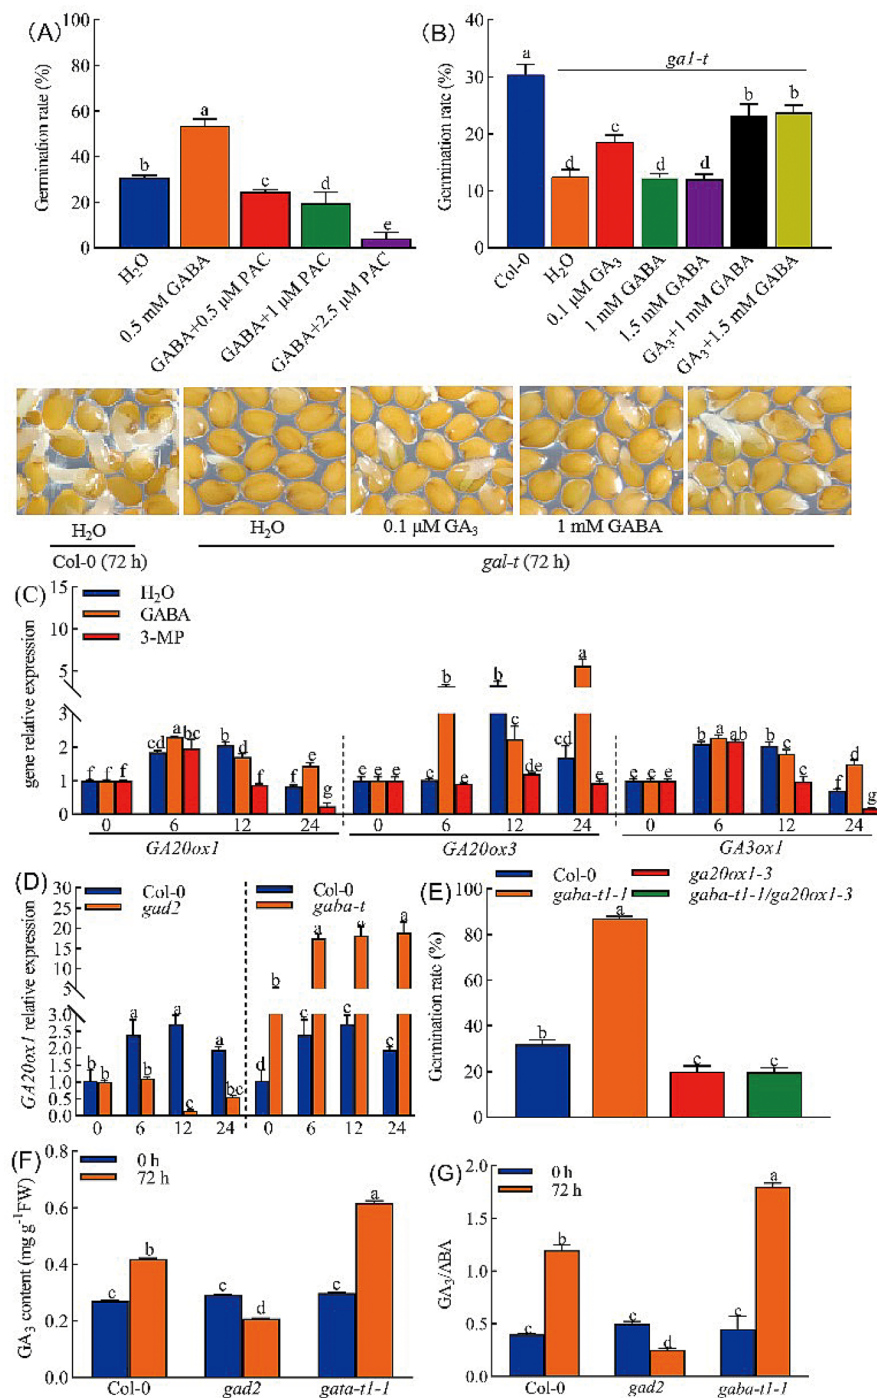 (A)
Germination rate (%)
80
60
40
20
0
b
a
c
d
e
H₂O
0.5 mM GABA
GABA+0.5 μM PAC
GABA+1 μM PAC
GABA+2.5 μM PAC
(B)
ga1-t
Germination rate (%)
40
30
20
10
0
a
d
c
d
d
b
b
Col-0
H₂O
0.1 μM GA₃
1 mM GABA
1.5 mM GABA
GA₃+1 mM GABA
GA₃+1.5 mM GABA
H₂O
H₂O
0.1 μM GA₃
1 mM GABA
Col-0 (72 h)
gal-t (72 h)
(C)
gene relative expression
15
10
5
3
2
1
0
H₂O
GABA
3-MP
f f f
cd a bc
b d f
f e g
e e e
c b e
b c de
cd a e
e e e
b a ab
b c d
f d g
0 6 12 24
0 6 12 24
0 6 12 24
GA20ox1
GA20ox3
GA3ox1
(D)
GA20ox1 relative expression
30
25
20
15
10
5
3.0
2.5
2.0
1.5
1.0
0.5
0.0
Col-0
gad2
Col-0
gaba-t
b b
a b
a c
a bc
d b
c a
c a
c a
0 6 12 24
0 6 12 24
(E)
Col-0
gaba-t1-1
ga20ox1-3
gaba-t1-1/ga20ox1-3
Germination rate (%)
100
80
60
40
20
0
b
a
c
c
(F)
GA₃ content (mg g⁻¹FW)
0.8
0.6
0.4
0.2
0.0
0 h
72 h
c b
c d
c a
Col-0
gad2
gata-t1-1
(G)
GA₃/ABA
2.0
1.5
1.0
0.5
0.0
0 h
72 h
c b
c d
c a
Col-0
gad2
gaba-t1-1